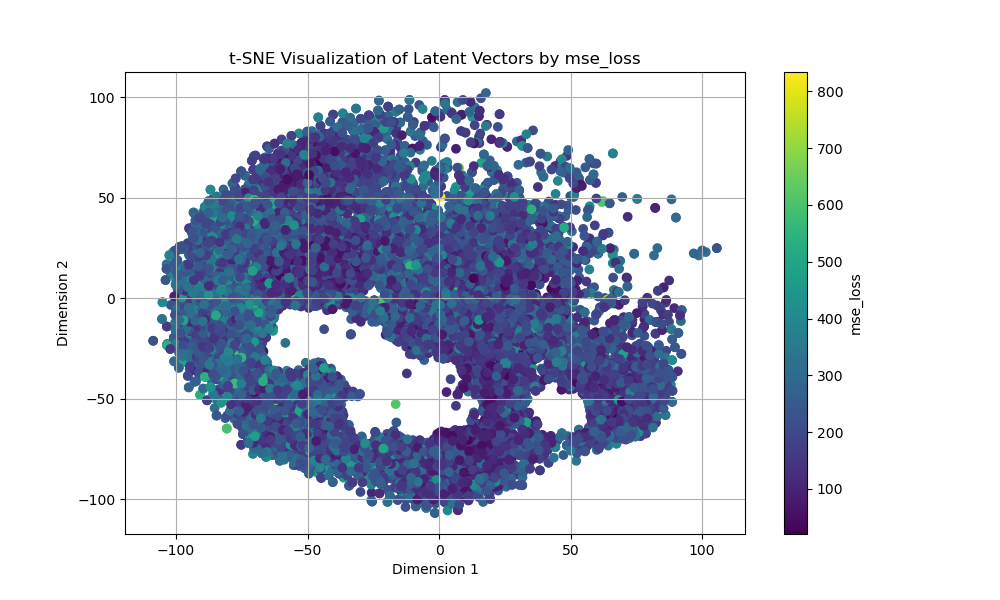 t-SNE Visualization of Latent Vectors by mse_loss
100
50
0
−50
−100
Dimension 2
−100 −50 0 50 100
Dimension 1
800
700
600
500
400
300
200
100
mse_loss